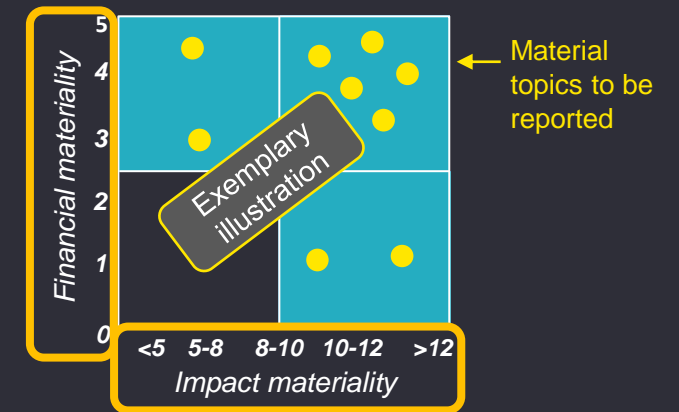 5
4
3
2
1
0
Financial materiality
Exemplary
illustration
Material
topics to be
reported
<5 5-8 8-10 10-12 >12
Impact materiality